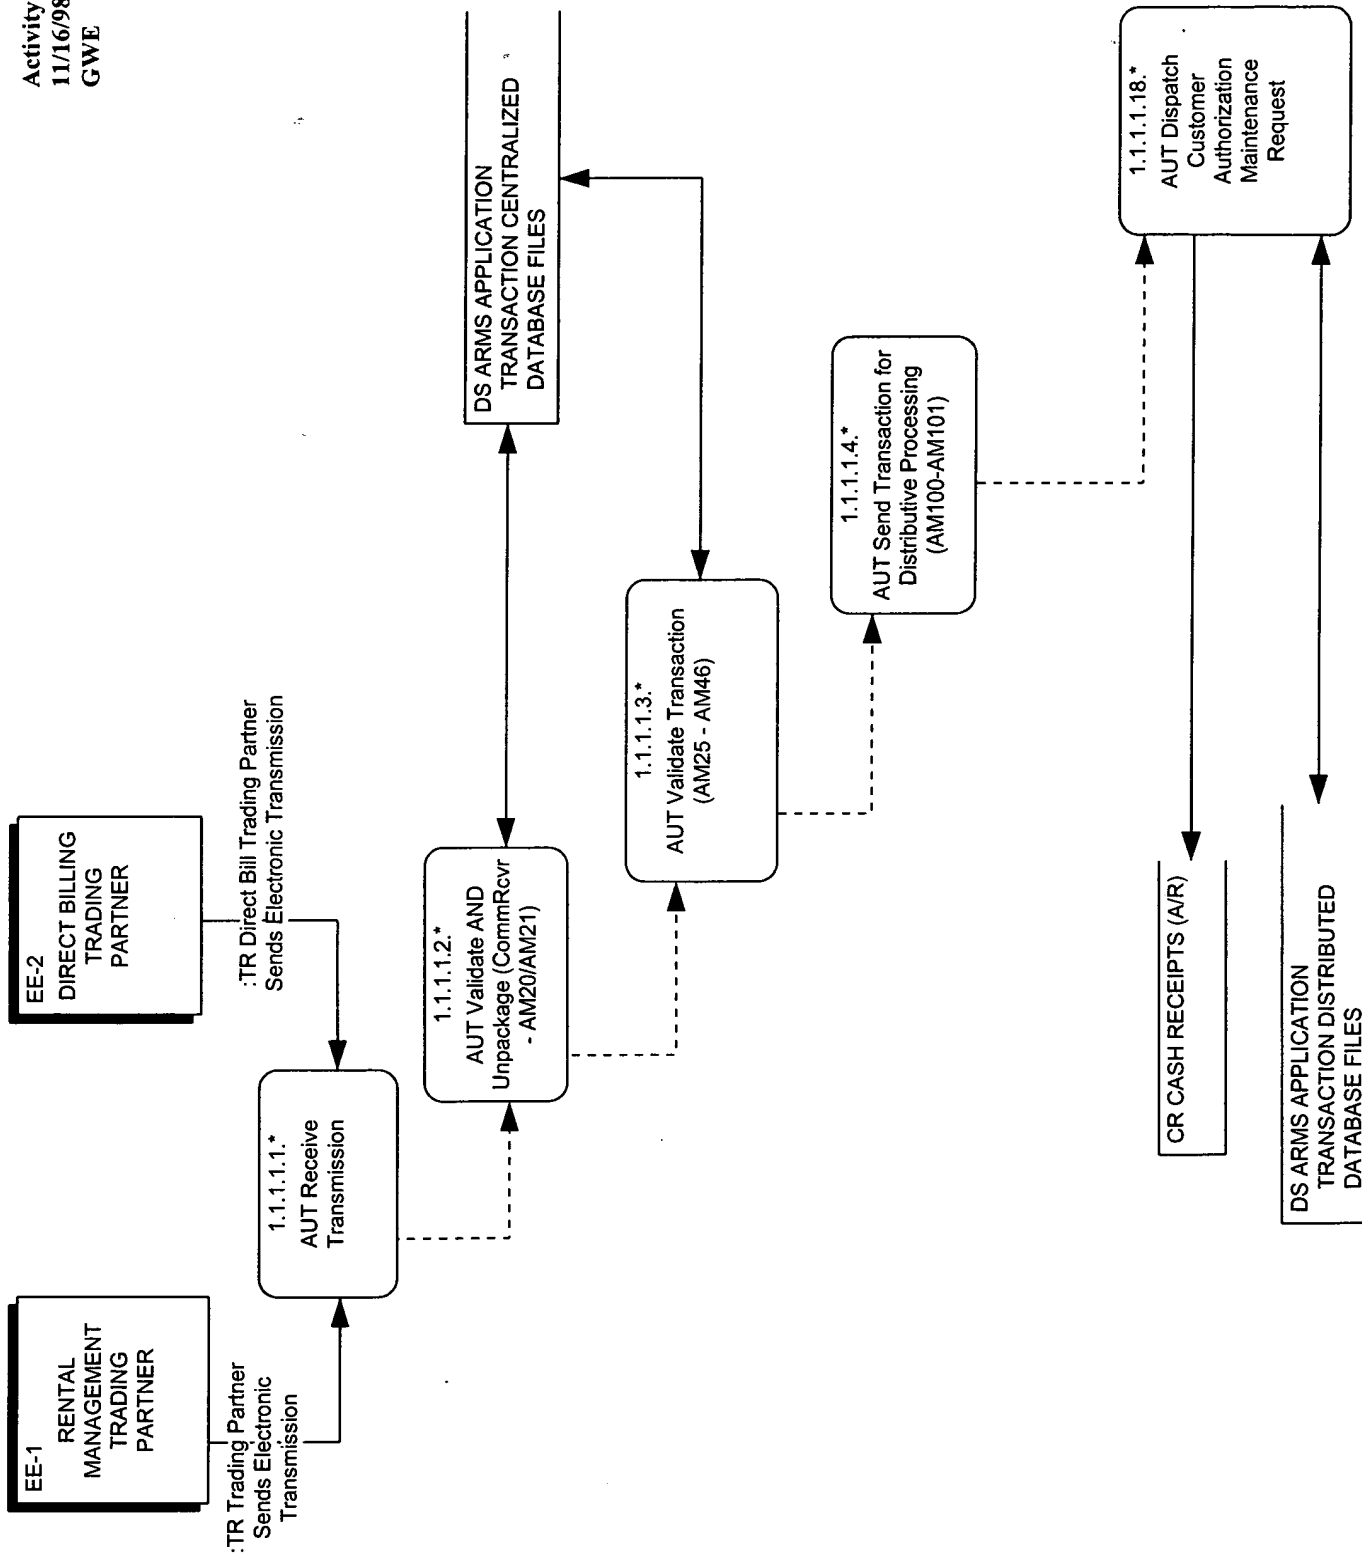 Activity
11/16/98
GWE
EE-1
RENTAL
MANAGEMENT
TRADING
PARTNER
:TR Trading Partner
Sends Electronic
Transmission
EE-2
DIRECT BILLING
TRADING
PARTNER
:TR Direct Bill Trading Partner
Sends Electronic Transmission
1.1.1.1.1.*
AUT Receive
Transmission
1.1.1.1.2.*
AUT Validate AND
Unpackage (CommRcvr
- AM20/AM21)
DS ARMS APPLICATION
TRANSACTION CENTRALIZED
DATABASE FILES
1.1.1.1.3.*
AUT Validate Transaction
(AM25 - AM46)
1.1.1.1.4.*
AUT Send Transaction for
Distributive Processing
(AM100-AM101)
1.1.1.1.18.*
AUT Dispatch
Customer
Authorization
Maintenance
Request
CR CASH RECEIPTS (A/R)
DS ARMS APPLICATION
TRANSACTION DISTRIBUTED
DATABASE FILES